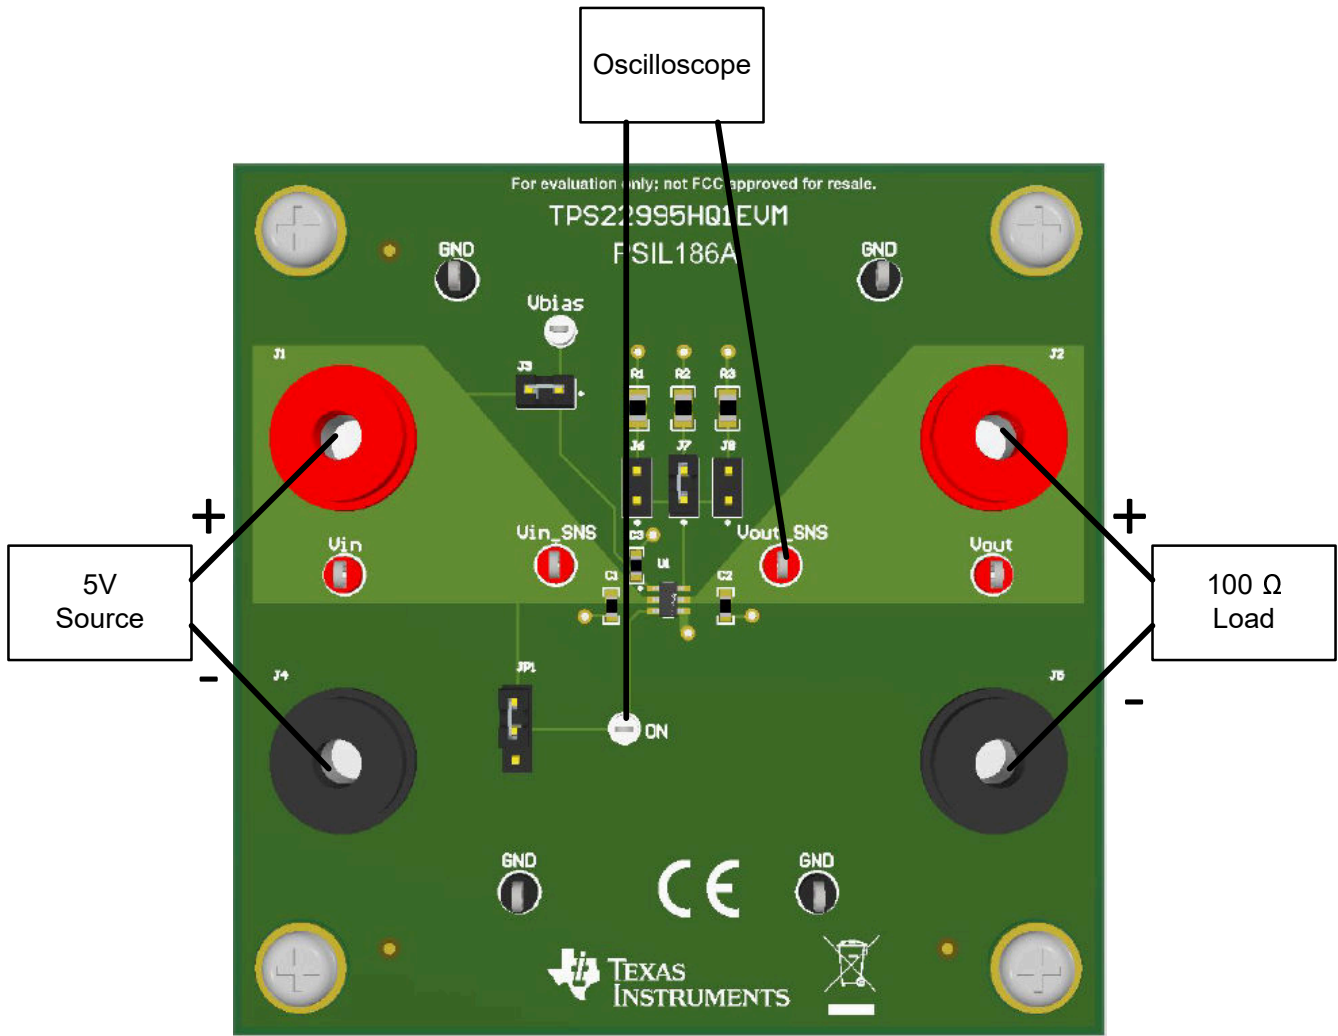 Oscilloscope
For evaluation only; not FCC approved for resale.
TPS22995HQ1EVM
PSIL186A
GND
GND
Vbias
J1
J3
R1
R2
R3
J2
J6
J7
J8
+
+
Vin
Vin_SNS
C3
Vout_SNS
Vout
U1
C1
C2
5V
Source
100 Ω
Load
-
-
J4
JP1
J5
ON
GND
GND
CE
TEXAS
INSTRUMENTS